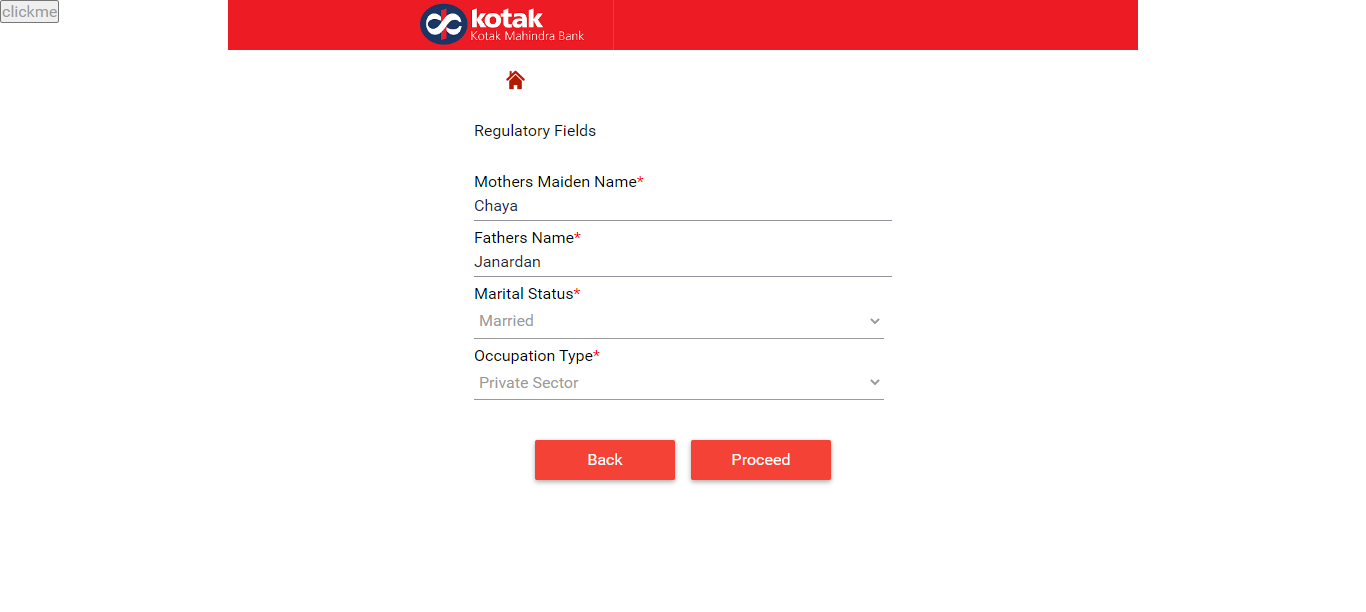 clickme
kotak
Kotak Mahindra Bank
Regulatory Fields
Mothers Maiden Name*
Chaya
Fathers Name*
Janardan
Marital Status*
Married
Occupation Type*
Private Sector
Back Proceed